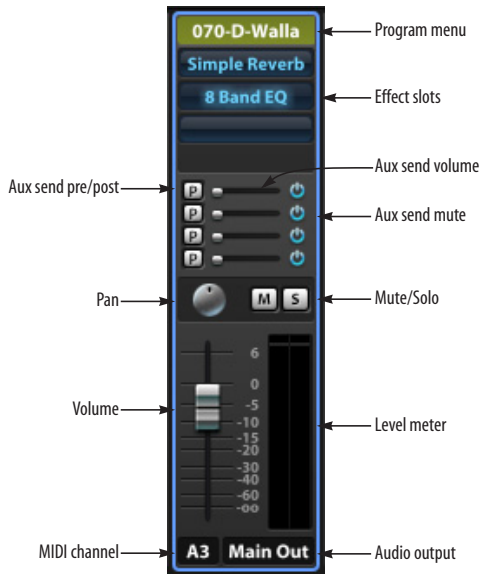 070-D-Walla
Program menu
Simple Reverb
8 Band EQ
Effect slots
Aux send volume
Aux send pre/post
P
P
Aux send mute
P
P
Pan
M S
Mute/Solo
6
0
Volume
-5
-10
Level meter
-15
-20
-30
-40
-60
-oo
MIDI channel
A3
Main Out
Audio output